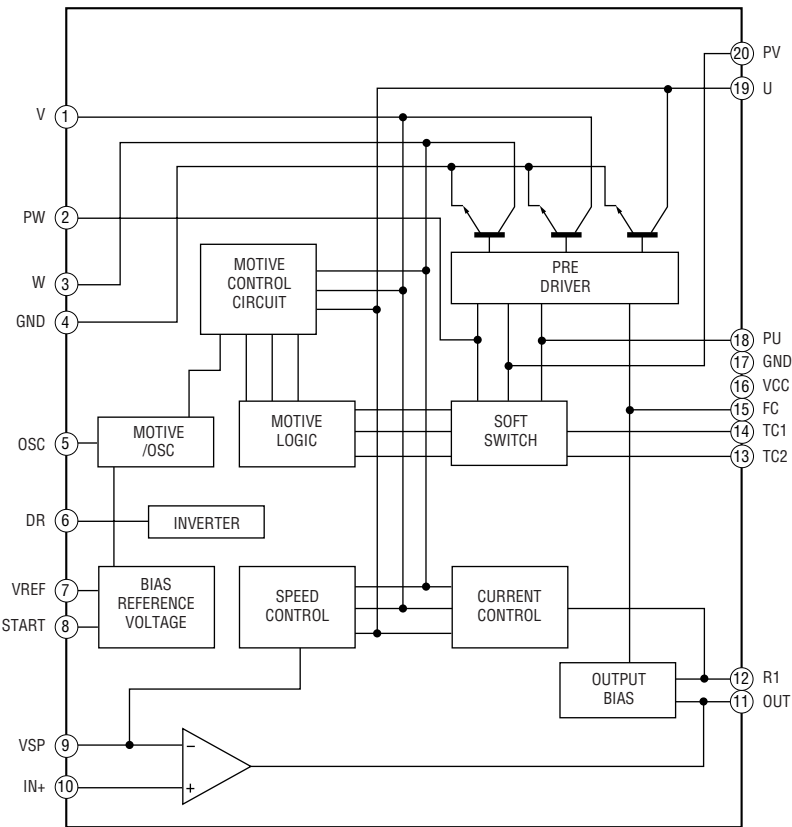 20 PV
19 U
V 1
PW 2
MOTIVE
CONTROL
CIRCUIT
PRE
DRIVER
W 3
GND 4
18 PU
17 GND
16 VCC
15 FC
14 TC1
13 TC2
OSC 5
MOTIVE
/OSC
MOTIVE
LOGIC
SOFT
SWITCH
DR 6
INVERTER
VREF 7
START 8
BIAS
REFERENCE
VOLTAGE
SPEED
CONTROL
CURRENT
CONTROL
OUTPUT
BIAS
12 R1
11 OUT
VSP 9
IN+ 10
−
+